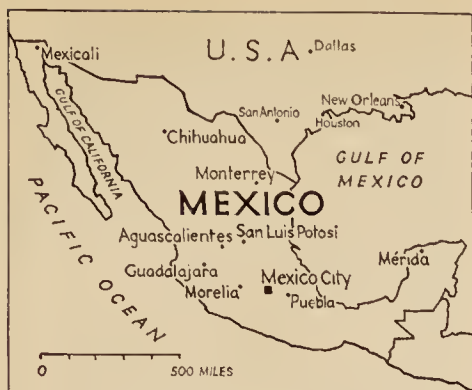 U.S.A
Dallas
Mexicali
San Antonio
New Orleans
Houston
Chihuahua
GULF OF CALIFORNIA
GULF OF
MEXICO
Monterrey
MEXICO
PACIFIC OCEAN
Aguascalientes
San Luis Potosi
Mérida
Guadalajara
Mexico City
Morelia
Puebla
0
500 MILES